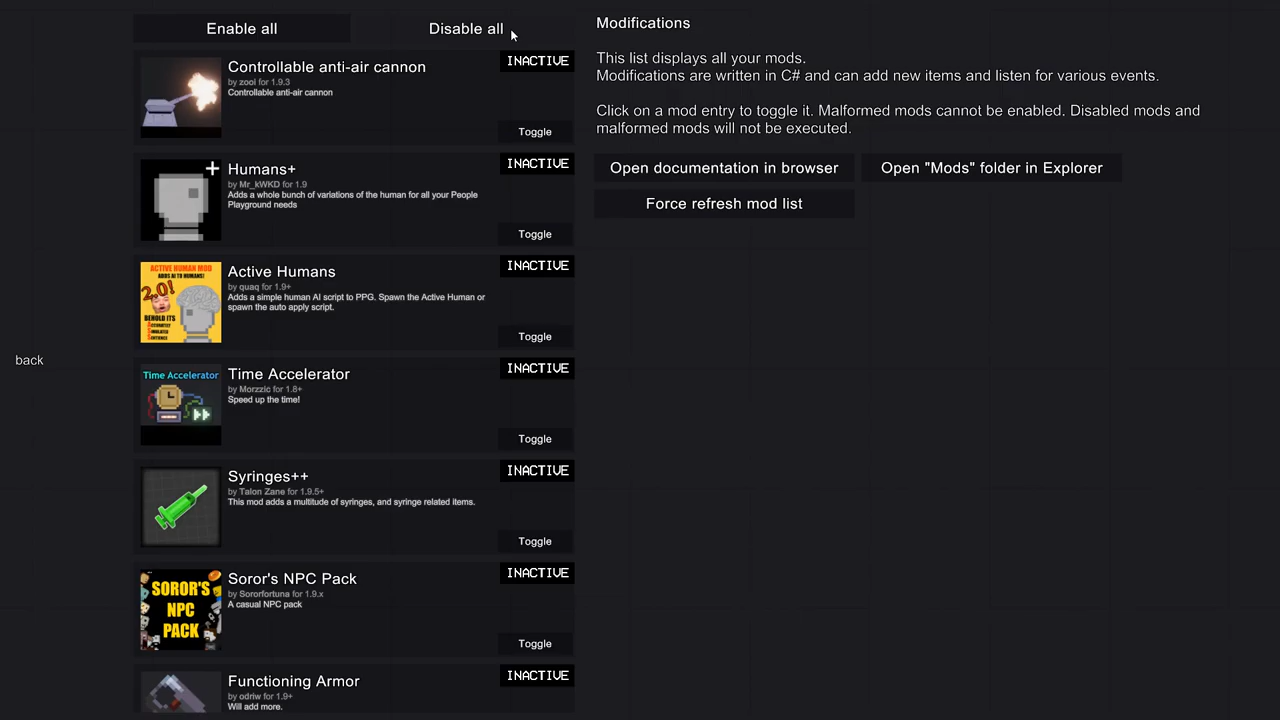 Enable all
Disable all
Controllable anti-air cannon
by zooi for 1.9.3
Controllable anti-air cannon
INACTIVE
Toggle
Humans+
by Mr_kWKD for 1.9
Adds a whole bunch of variations of the human for all your People
Playground needs
INACTIVE
Toggle
ACTIVE HUMAN MOD
ADDS AI TO HUMANS!
2.0!
BEHOLD ITS
Active Humans
by quaq for 1.9+
Adds a simple human AI script to PPG. Spawn the Active Human or
spawn the auto apply script.
INACTIVE
Toggle
Time Accelerator
Time Accelerator
by Morzzic for 1.8+
Speed up the time!
INACTIVE
Toggle
Syringes++
by Talon Zane for 1.9.5+
This mod adds a multitude of syringes, and syringe related items.
INACTIVE
Toggle
SOROR'S
NPC
PACK
Soror's NPC Pack
by Sororfortuna for 1.9.x
A casual NPC pack
INACTIVE
Toggle
Functioning Armor
by odriw for 1.9+
Will add more.
INACTIVE
back
Modifications
This list displays all your mods.
Modifications are written in C# and can add new items and listen for various events.
Click on a mod entry to toggle it. Malformed mods cannot be enabled. Disabled mods and
malformed mods will not be executed.
Open documentation in browser
Open "Mods" folder in Explorer
Force refresh mod list